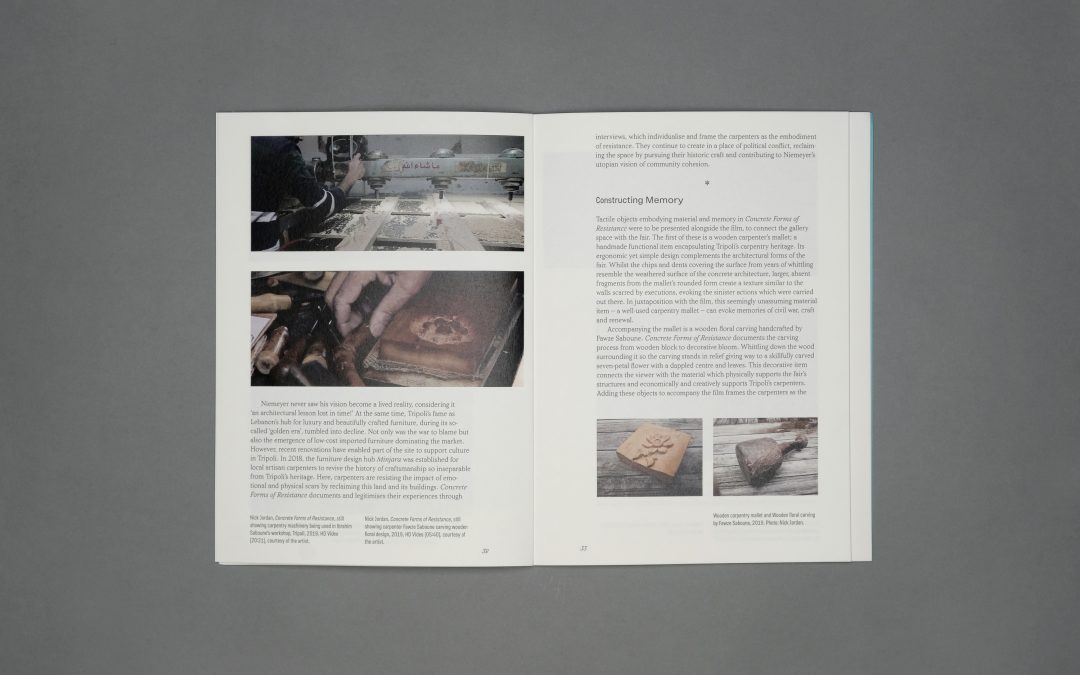 ما شاء الله
Niemeyer never saw his vision become a lived reality, considering it
'an architectural lesson lost in time!' At the same time, Tripoli's fame as
Lebanon's hub for luxury and beautifully crafted furniture, during its so-
called 'golden era', tumbled into decline. Not only was the war to blame but
also the emergence of low-cost imported furniture dominating the market.
However, recent renovations have enabled part of the site to support culture
in Tripoli. In 2018, the furniture design hub Minjara was established for
local artisan carpenters to revive the history of craftsmanship so inseparable
from Tripoli's heritage. Here, carpenters are resisting the impact of emo-
tional and physical scars by reclaiming this land and its buildings. Concrete
Forms of Resistance documents and legitimises their experiences through
Nick Jordan, Concrete Forms of Resistance, still
showing carpentry machinery being used in Ibrahim
Saboune's workshop, Tripoli, 2019, HD Video
(20:21), courtesy of the artist.
Nick Jordan, Concrete Forms of Resistance, still
showing carpenter Fawze Saboune carving wooden
floral design, 2019, HD Video (05:40), courtesy of
the artist.
32
interviews, which individualise and frame the carpenters as the embodiment
of resistance. They continue to create in a place of political conflict, reclaim-
ing the space by pursuing their historic craft and contributing to Niemeyer's
utopian vision of community cohesion.
*
Constructing Memory
Tactile objects embodying material and memory in Concrete Forms of
Resistance were to be presented alongside the film, to connect the gallery
space with the fair. The first of these is a wooden carpenter's mallet; a
handmade functional item encapsulating Tripoli's carpentry heritage. Its
ergonomic yet simple design complements the architectural forms of the
fair. Whilst the chips and dents covering the surface from years of whittling
resemble the weathered surface of the concrete architecture, larger, absent
fragments from the mallet's rounded form create a texture similar to the
walls scarred by executions, evoking the sinister actions which were carried
out there. In juxtaposition with the film, this seemingly unassuming material
item – a well-used carpentry mallet – can evoke memories of civil war, craft
and renewal.
Accompanying the mallet is a wooden floral carving handcrafted by
Fawze Saboune. Concrete Forms of Resistance documents the carving
process from wooden block to decorative bloom. Whittling down the wood
surrounding it so the carving stands in relief giving way to a skillfully carved
seven-petal flower with a dappled centre and leaves. This decorative item
connects the viewer with the material which physically supports the fair's
structures and economically and creatively supports Tripoli's carpenters.
Adding these objects to accompany the film frames the carpenters as the
Wooden carpentry mallet and Wooden floral carving
by Fawze Saboune, 2019. Photo: Nick Jordan.
33